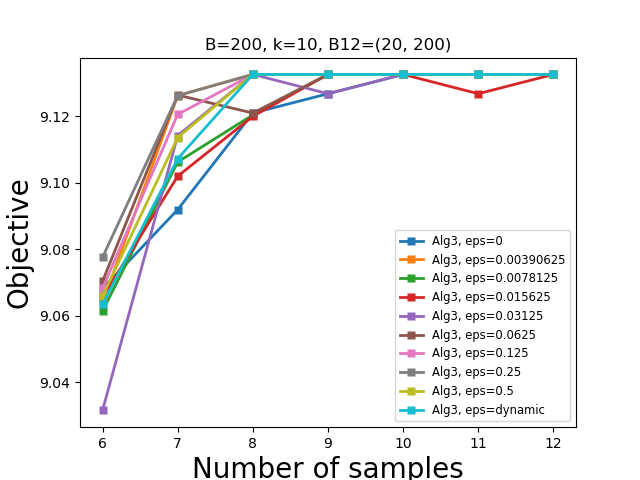 B=200, k=10, B12=(20, 200)
Objective
9.12
9.10
9.08
9.06
9.04
Alg3, eps=0
Alg3, eps=0.00390625
Alg3, eps=0.0078125
Alg3, eps=0.015625
Alg3, eps=0.03125
Alg3, eps=0.0625
Alg3, eps=0.125
Alg3, eps=0.25
Alg3, eps=0.5
Alg3, eps=dynamic
6 7 8 9 10 11 12
Number of samples